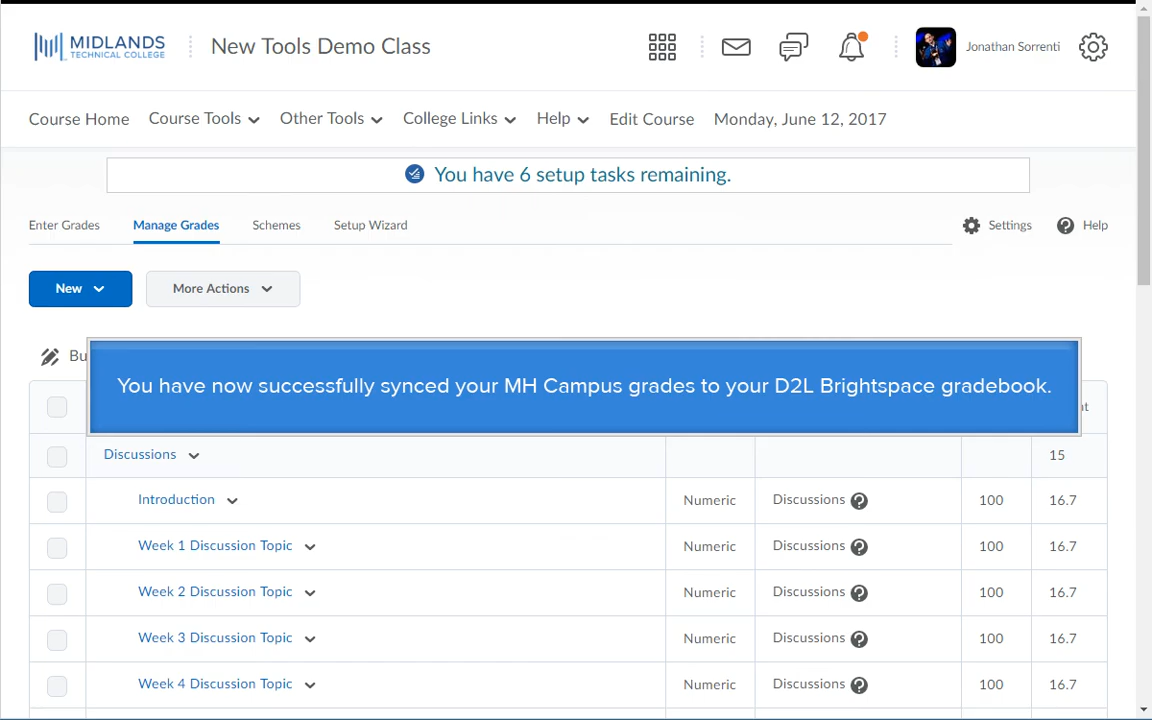 MIDLANDS
TECHNICAL COLLEGE
New Tools Demo Class
Jonathan Sorrenti
Course Home Course Tools Other Tools College Links Help Edit Course Monday, June 12, 2017
You have 6 setup tasks remaining.
Enter Grades Manage Grades Schemes Setup Wizard Settings Help
New More Actions
You have now successfully synced your MH Campus grades to your D2L Brightspace gradebook.
Discussions 15
Introduction Numeric Discussions 100 16.7
Week 1 Discussion Topic Numeric Discussions 100 16.7
Week 2 Discussion Topic Numeric Discussions 100 16.7
Week 3 Discussion Topic Numeric Discussions 100 16.7
Week 4 Discussion Topic Numeric Discussions 100 16.7